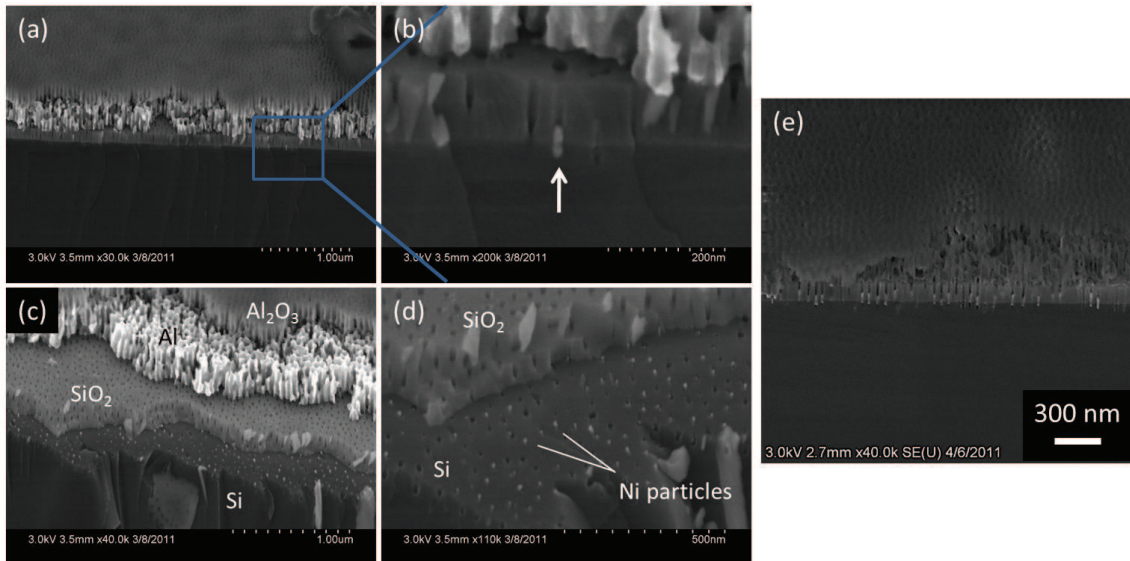 (a)
3.0kV 3.5mm x30.0k 3/8/2011 1.00um
(b)
3.0kV 3.5mm x200k 3/8/2011 200nm
(c)
Al2O3
Al
SiO2
Si
3.0kV 3.5mm x40.0k 3/8/2011 1.00um
(d)
SiO2
Si
Ni particles
3.0kV 3.5mm x110k 3/8/2011 500nm
(e)
300 nm
3.0kV 2.7mm x40.0k SE(U) 4/6/2011